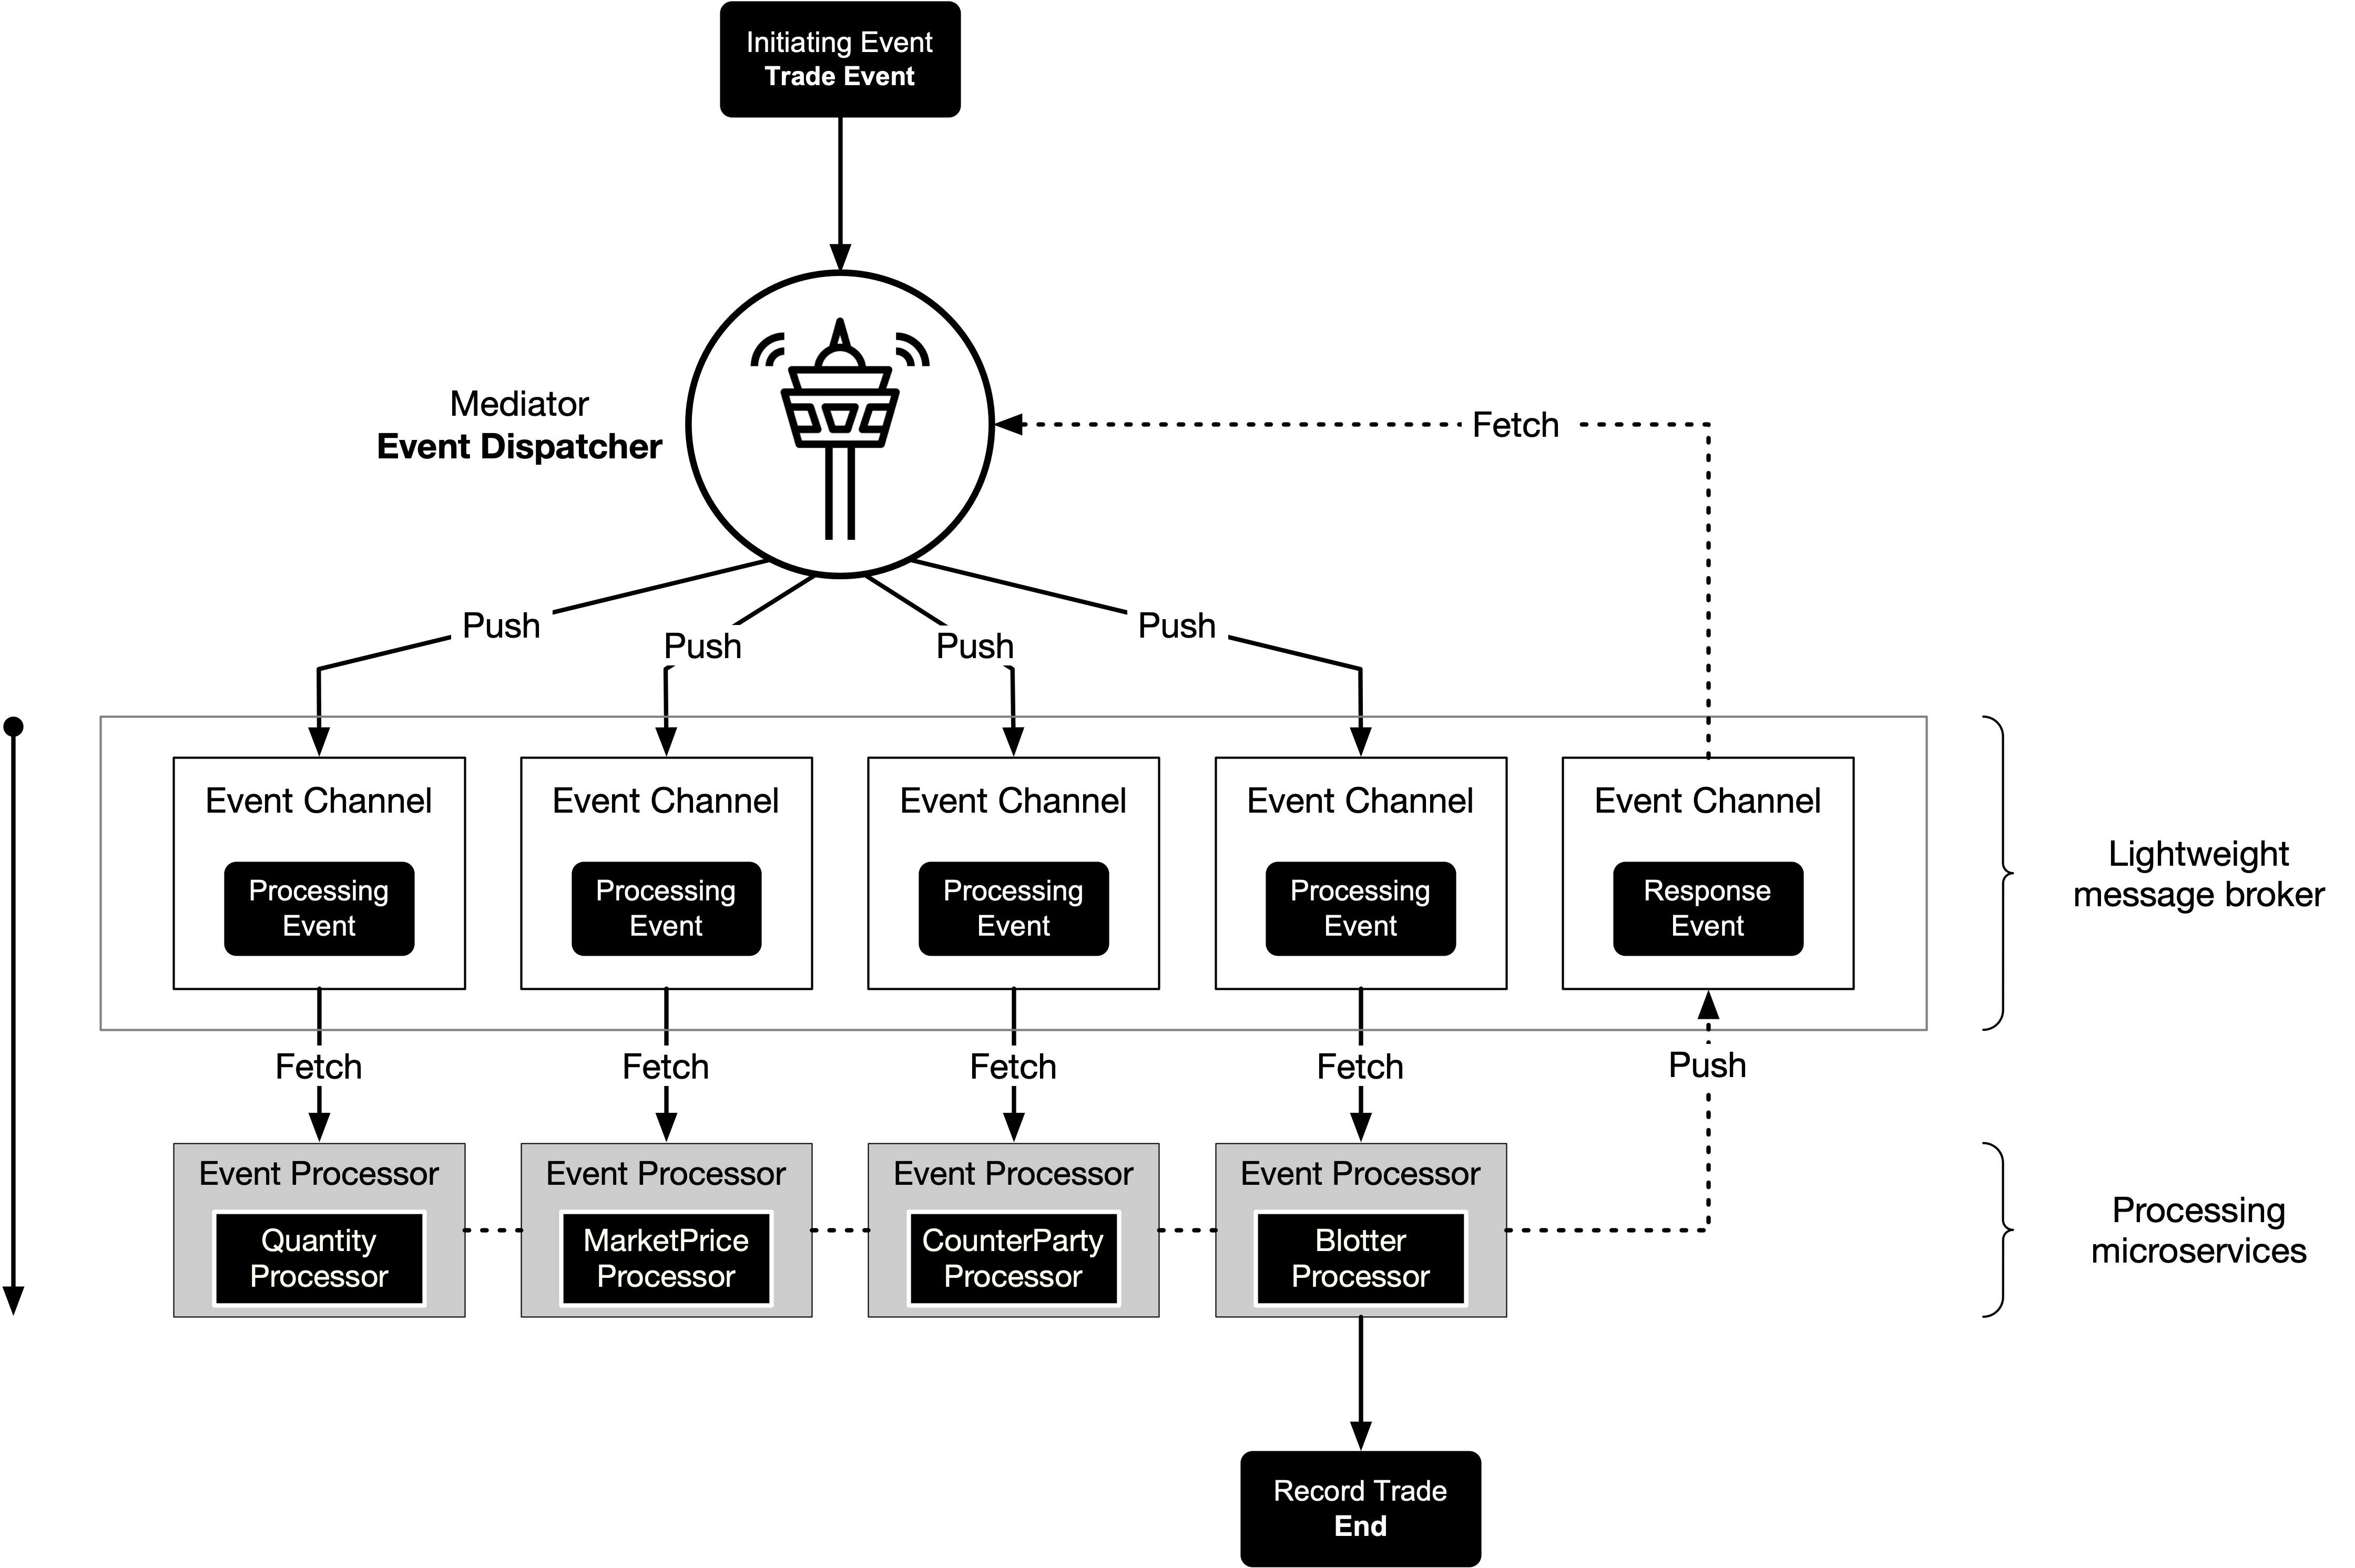 Initiating Event
Trade Event
Mediator
Event Dispatcher
Fetch
Push
Push
Push
Push
Event Channel
Event Channel
Event Channel
Event Channel
Event Channel
Processing
Event
Processing
Event
Processing
Event
Processing
Event
Response
Event
Lightweight
message broker
Fetch
Fetch
Fetch
Fetch
Push
Event Processor
Event Processor
Event Processor
Event Processor
Quantity
Processor
MarketPrice
Processor
CounterParty
Processor
Blotter
Processor
Processing
microservices
Record Trade
End